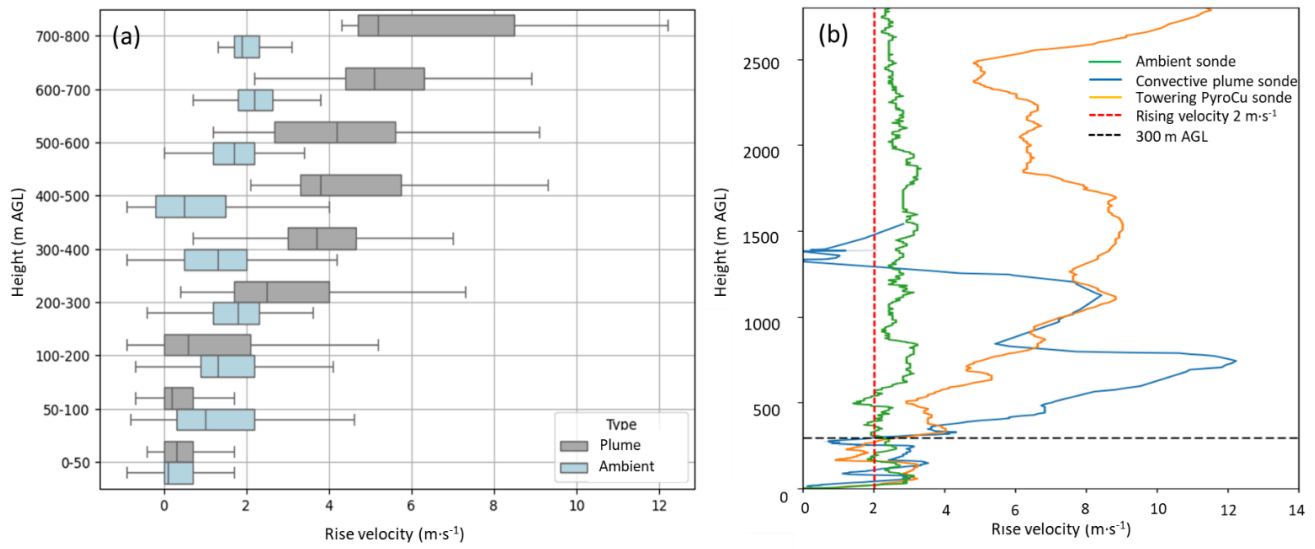 (a)
Height (m AGL)
700-800
600-700
500-600
400-500
300-400
200-300
100-200
50-100
0-50
Type
Plume
Ambient
0 2 4 6 8 10 12
Rise velocity (m·s-1)
(b)
Height (m AGL)
2500
2000
1500
1000
500
0
Ambient sonde
Convective plume sonde
Towering PyroCu sonde
Rising velocity 2 m·s-1
300 m AGL
0 2 4 6 8 10 12 14
Rise velocity (m·s-1)